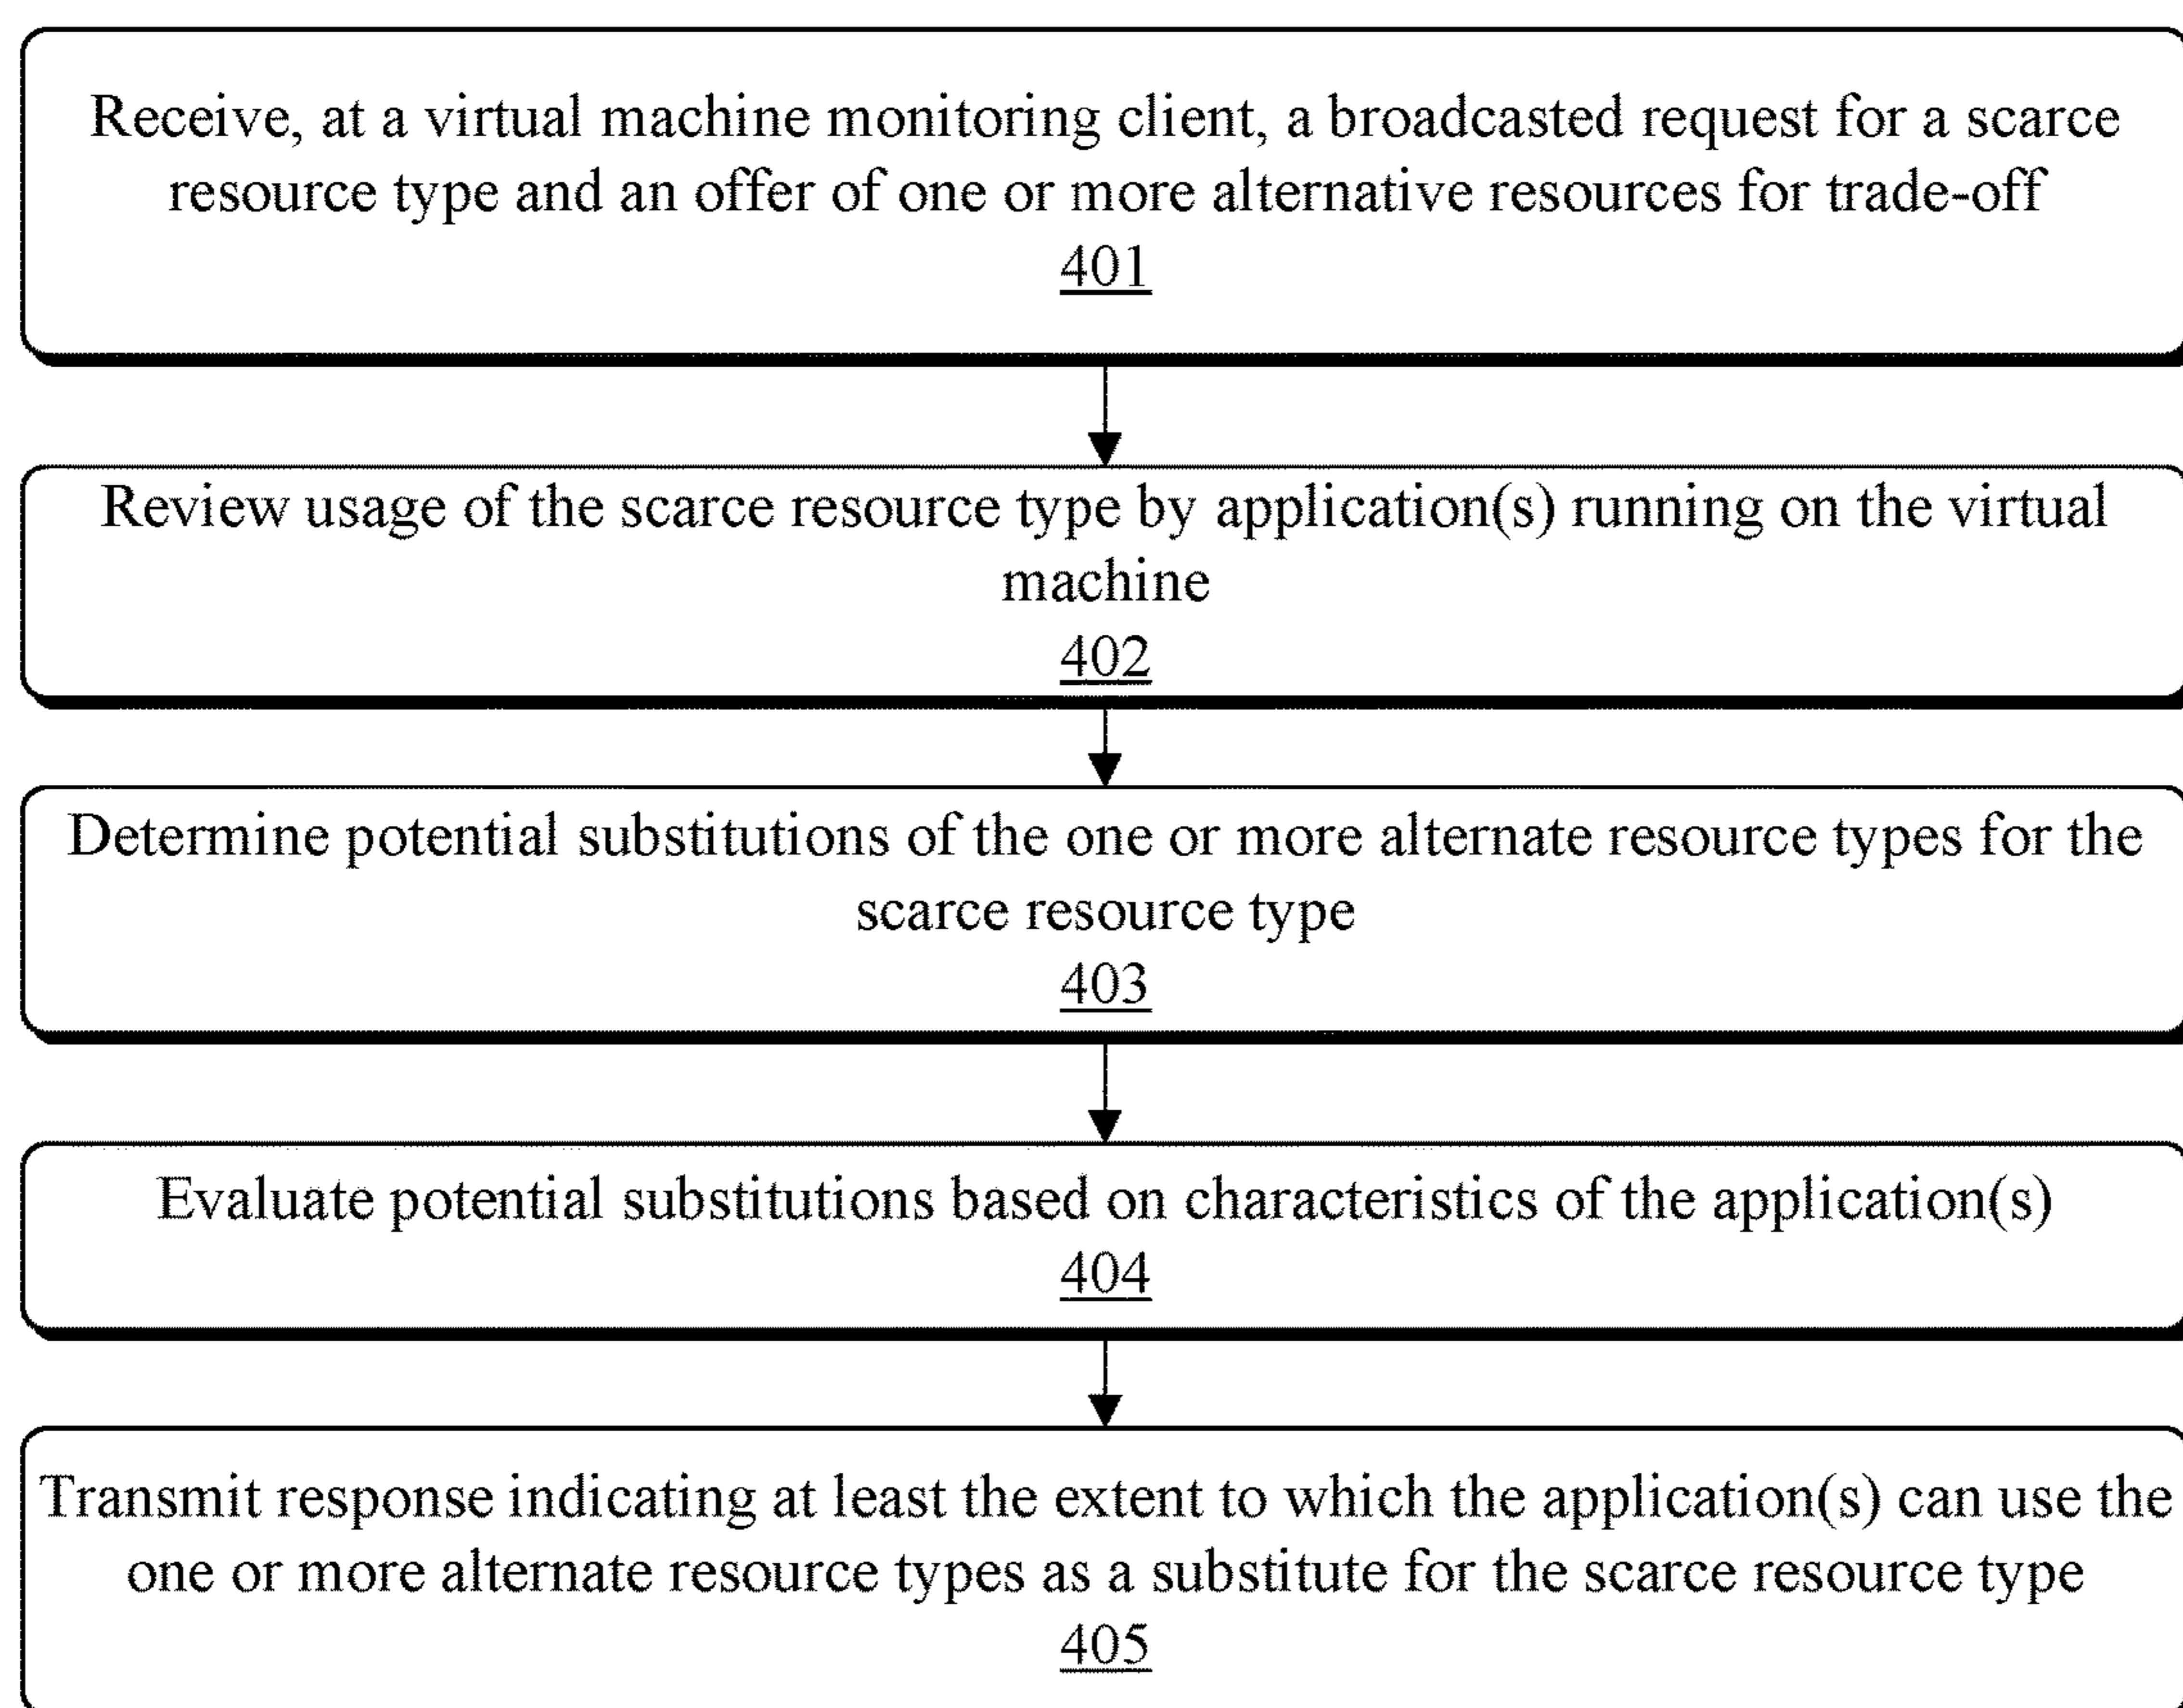 Receive, at a virtual machine monitoring client, a broadcasted request for a scarce
resource type and an offer of one or more alternative resources for trade-off
401
Review usage of the scarce resource type by application(s) running on the virtual
machine
402
Determine potential substitutions of the one or more alternate resource types for the
scarce resource type
403
Evaluate potential substitutions based on characteristics of the application(s)
404
Transmit response indicating at least the extent to which the application(s) can use the
one or more alternate resource types as a substitute for the scarce resource type
405